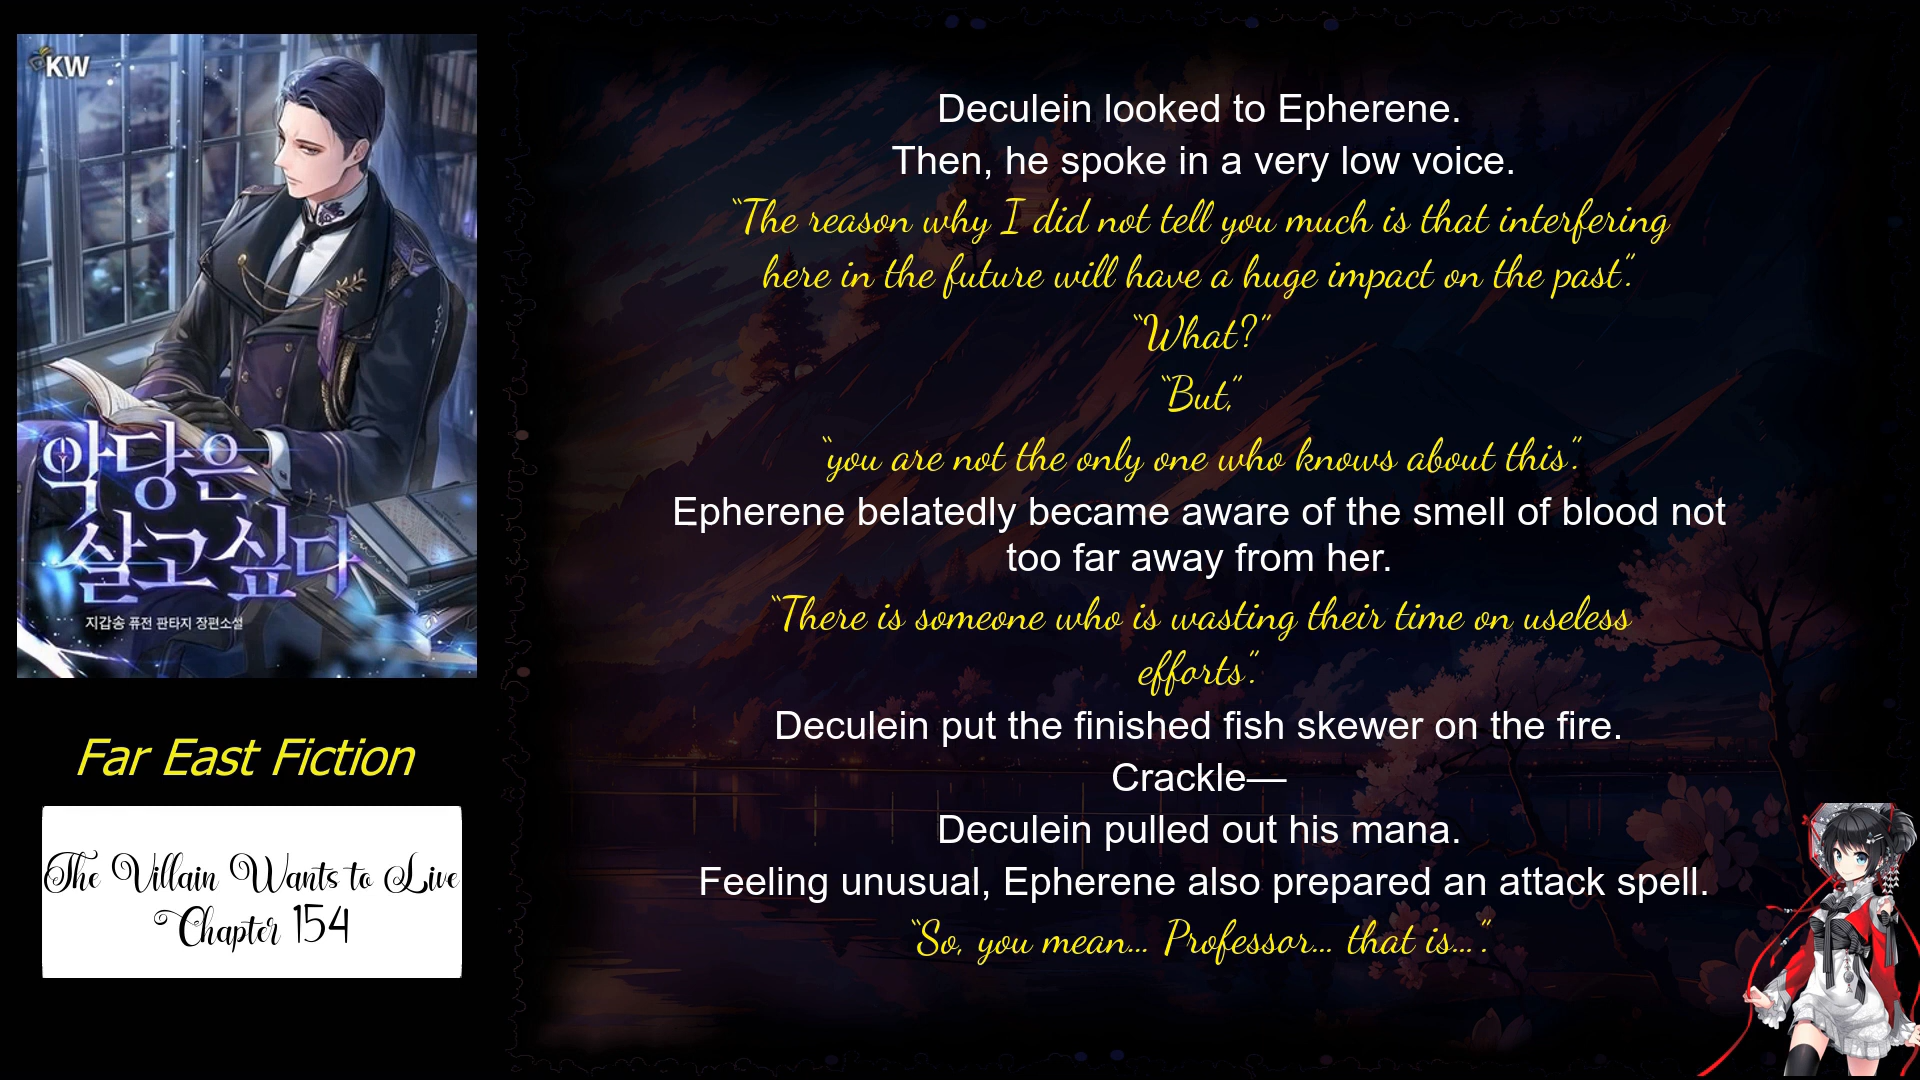 KW
악당은
살고싶다
지갑송 퓨전 판타지 장편소설
Far East Fiction
The Villain Wants to Live
Chapter 154
Deculein looked to Epherene.
Then, he spoke in a very low voice.
“The reason why I did not tell you much is that interfering
here in the future will have a huge impact on the past”.
“What?”
“But,”
“you are not the only one who knows about this”.
Epherene belatedly became aware of the smell of blood not
too far away from her.
“There is someone who is wasting their time on useless
efforts”.
Deculein put the finished fish skewer on the fire.
Crackle—
Deculein pulled out his mana.
Feeling unusual, Epherene also prepared an attack spell.
“So, you mean... Professor... that is...”.